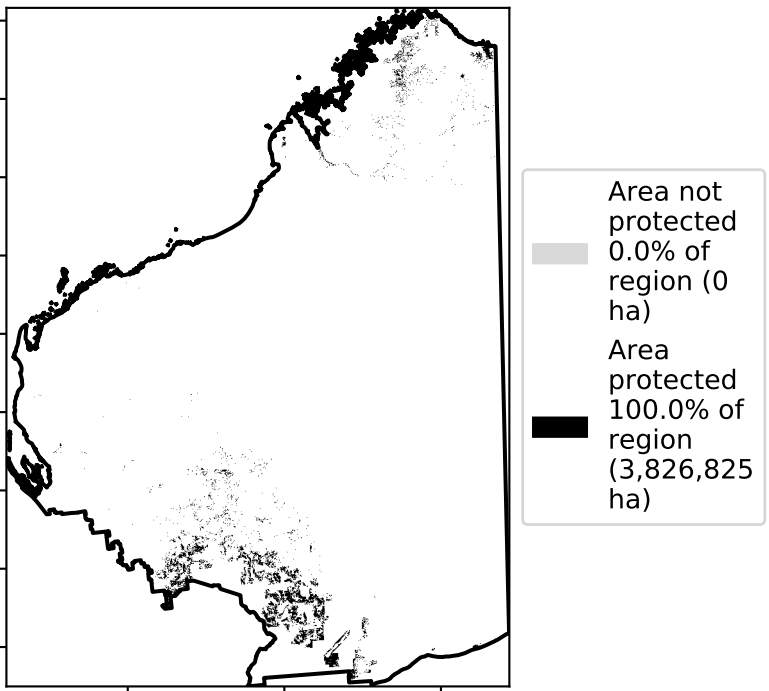 Area not
protected
0.0% of
region (0
ha)
Area
protected
100.0% of
region
(3,826,825
ha)